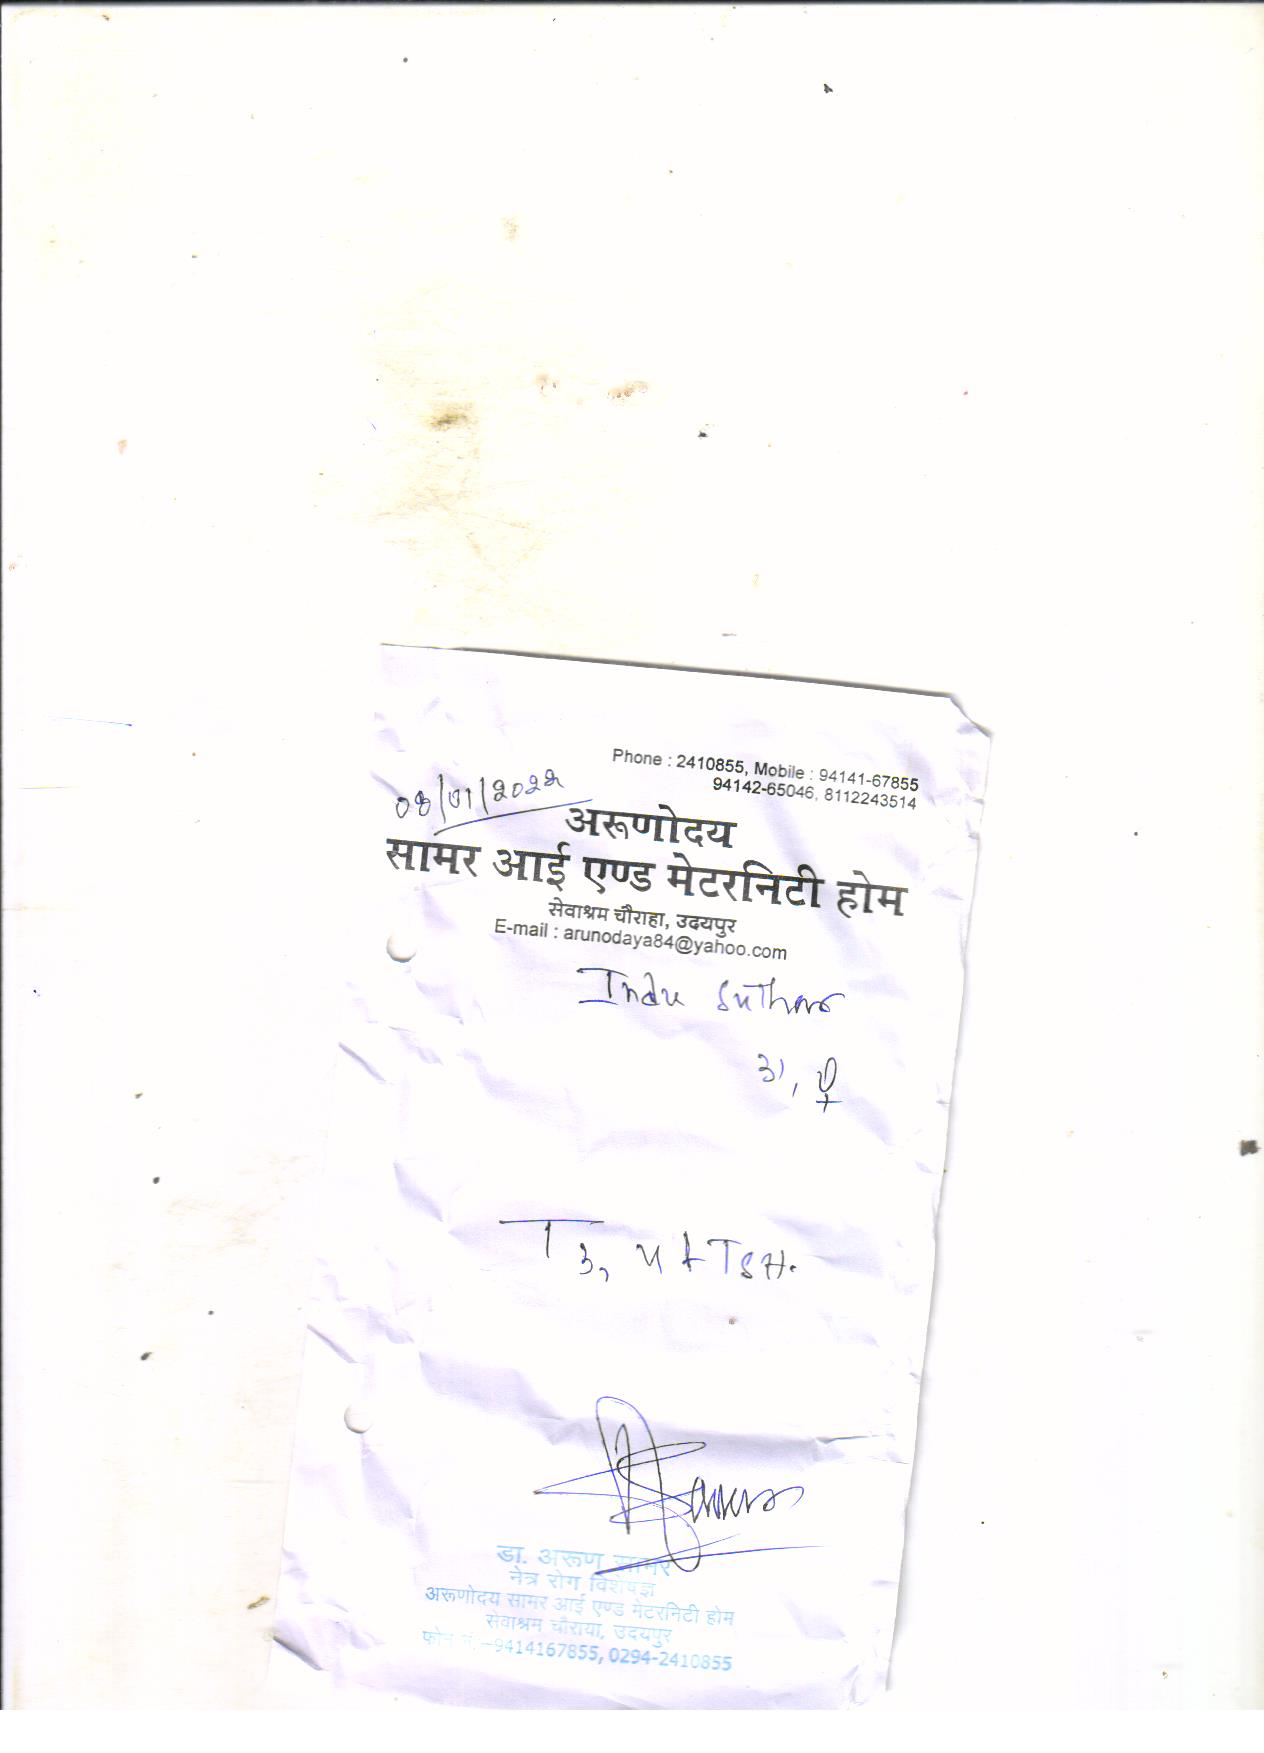 Phone : 2410855, Mobile : 94141-67855
94142-65046, 8112243514
08/01/2022
अरूणोदय
सामर आई एण्ड मेटरनिटी होम
सेवाश्रम चौराहा, उदयपुर
E-mail : arunodaya84@yahoo.com
Indu Suthar
31, ♀
T3, 4 & TSH.
डा. अरूण सामर
नेत्र रोग विशेषज्ञ
अरूणोदय सामर आई एण्ड मेटरनिटी होम
सेवाश्रम चौराया, उदयपुर
फोन नं.–9414167855, 0294-2410855